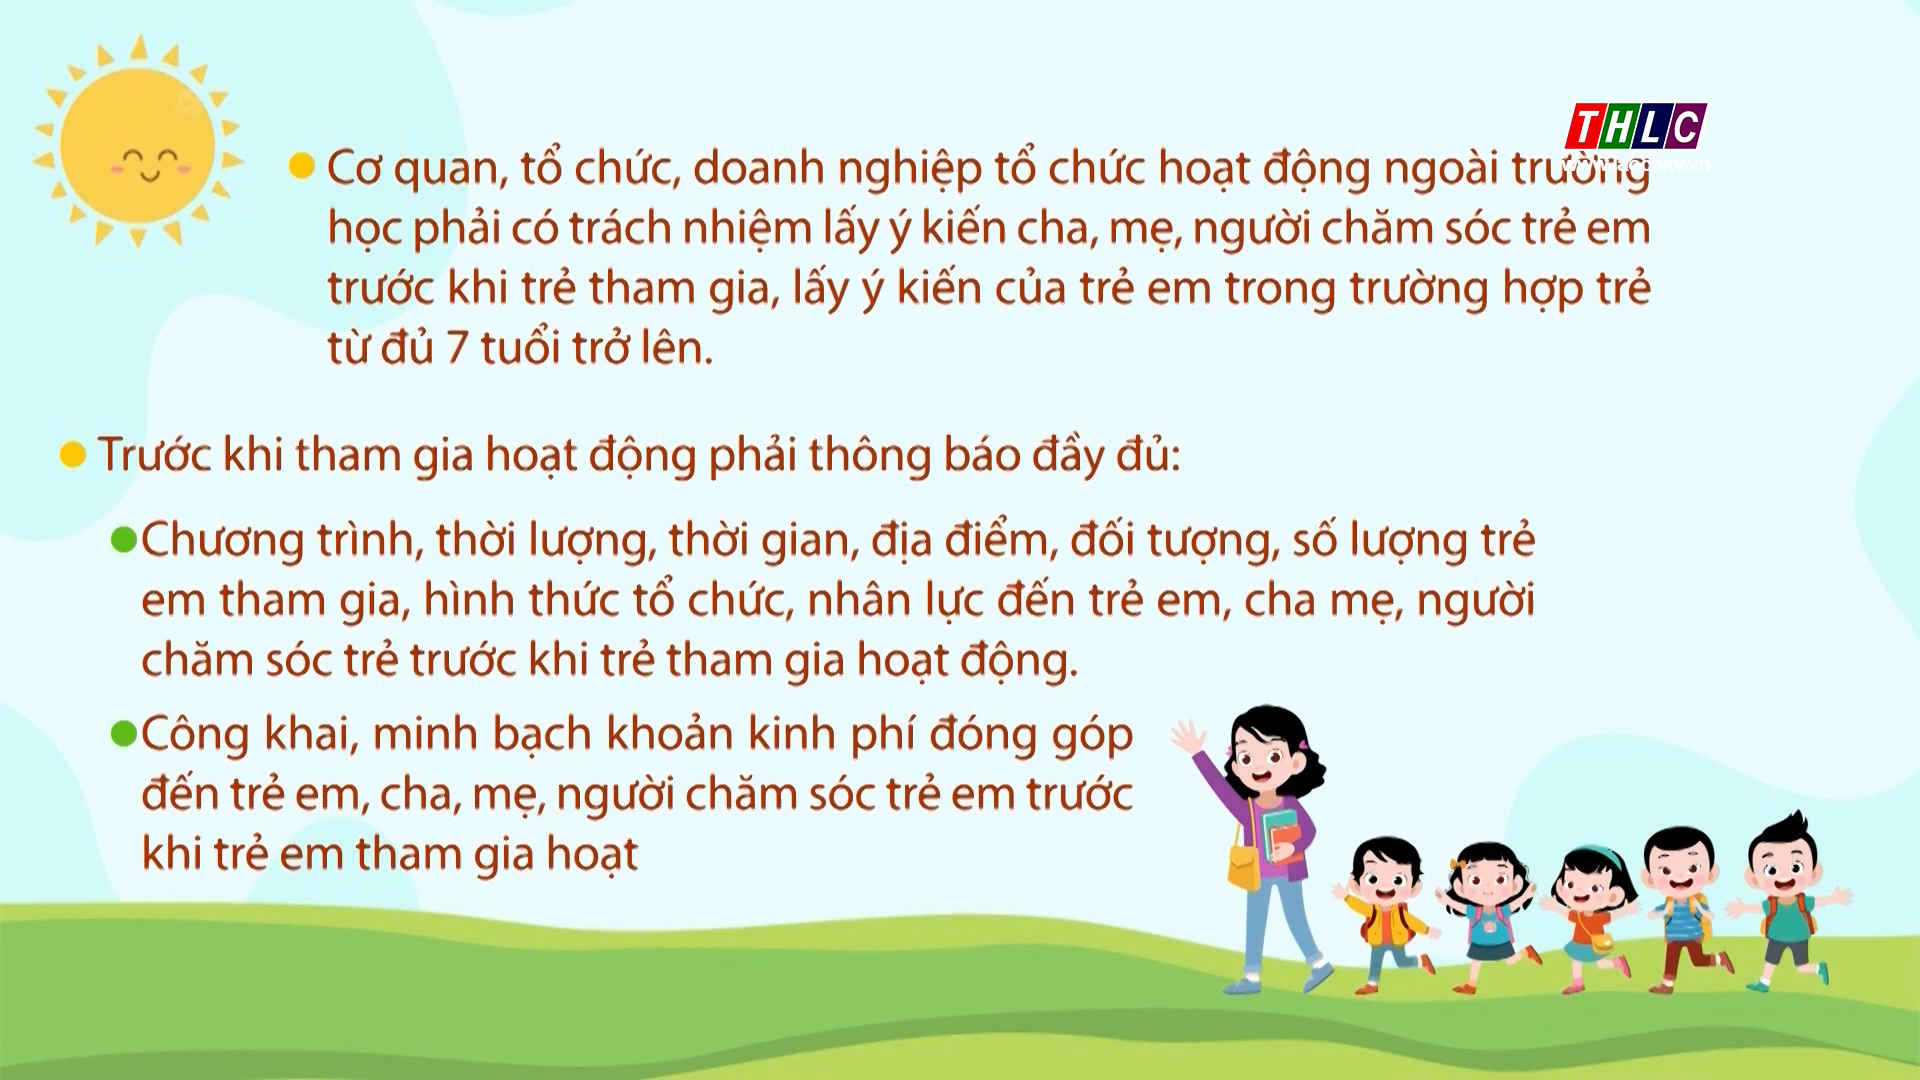 THLC
Cơ quan, tổ chức, doanh nghiệp tổ chức hoạt động ngoài trường
học phải có trách nhiệm lấy ý kiến cha, mẹ, người chăm sóc trẻ em
trước khi trẻ tham gia, lấy ý kiến của trẻ em trong trường hợp trẻ
từ đủ 7 tuổi trở lên.
Trước khi tham gia hoạt động phải thông báo đầy đủ:
Chương trình, thời lượng, thời gian, địa điểm, đối tượng, số lượng trẻ
em tham gia, hình thức tổ chức, nhân lực đến trẻ em, cha mẹ, người
chăm sóc trẻ trước khi trẻ tham gia hoạt động.
Công khai, minh bạch khoản kinh phí đóng góp
đến trẻ em, cha, mẹ, người chăm sóc trẻ em trước
khi trẻ em tham gia hoạt